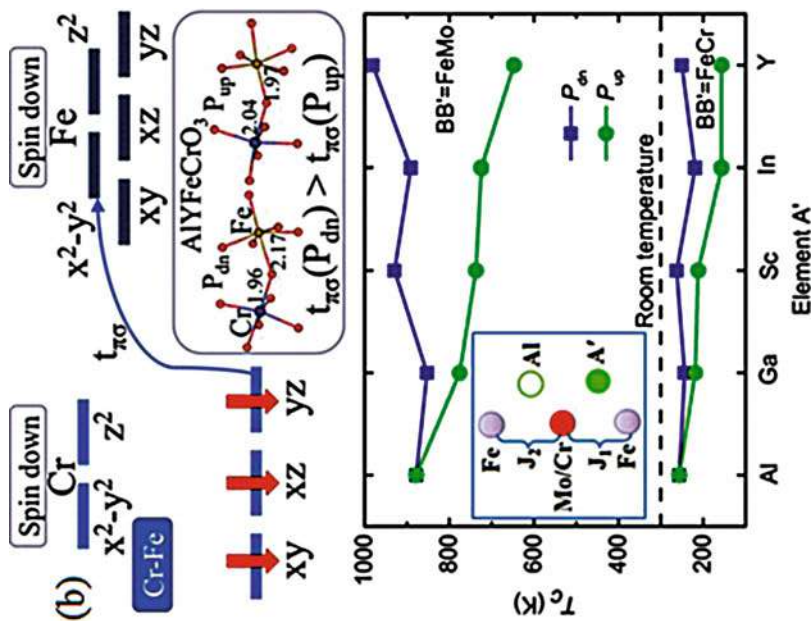 (b)
Spin down
Cr
x²-y² z²
Cr-Fe
xy xz yz
t_πσ
Spin down
Fe
x²-y² z²
xy xz yz
AlYFeCrO₃
P_dn P_up
Cr Fe
1.96 2.17 2.04 1.97
t_πσ(P_dn) > t_πσ(P_up)
T_C (K)
1000
800
600
400
200
BB'=FeMo
P_dn
P_up
Room temperature
BB'=FeCr
Fe
J₂ Al
Mo/Cr
J₁ A'
Fe
Al Ga Sc In Y
Element A'